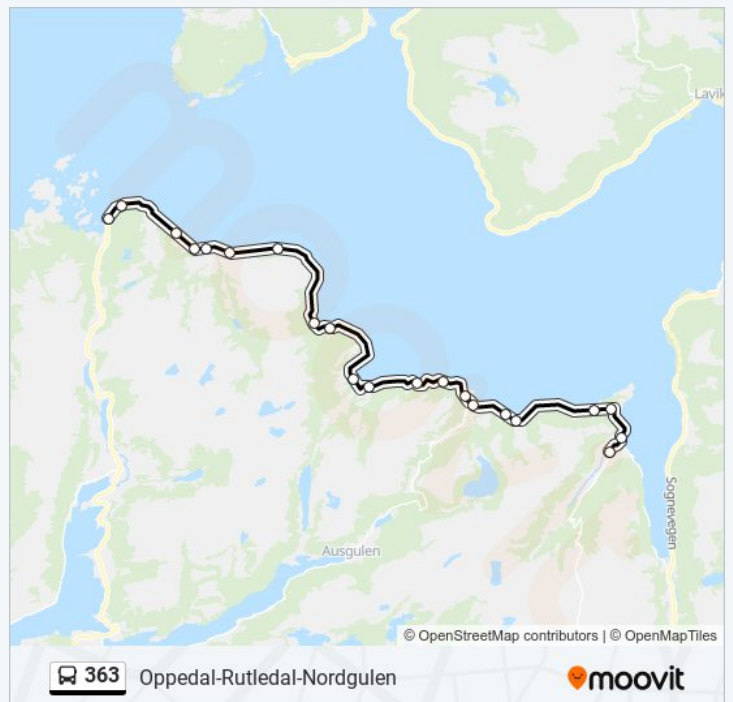 Lavik
Sognevegen
Ausgulen
© OpenStreetMap contributors | © OpenMapTiles
363 Oppedal-Rutledal-Nordgulen
moovit